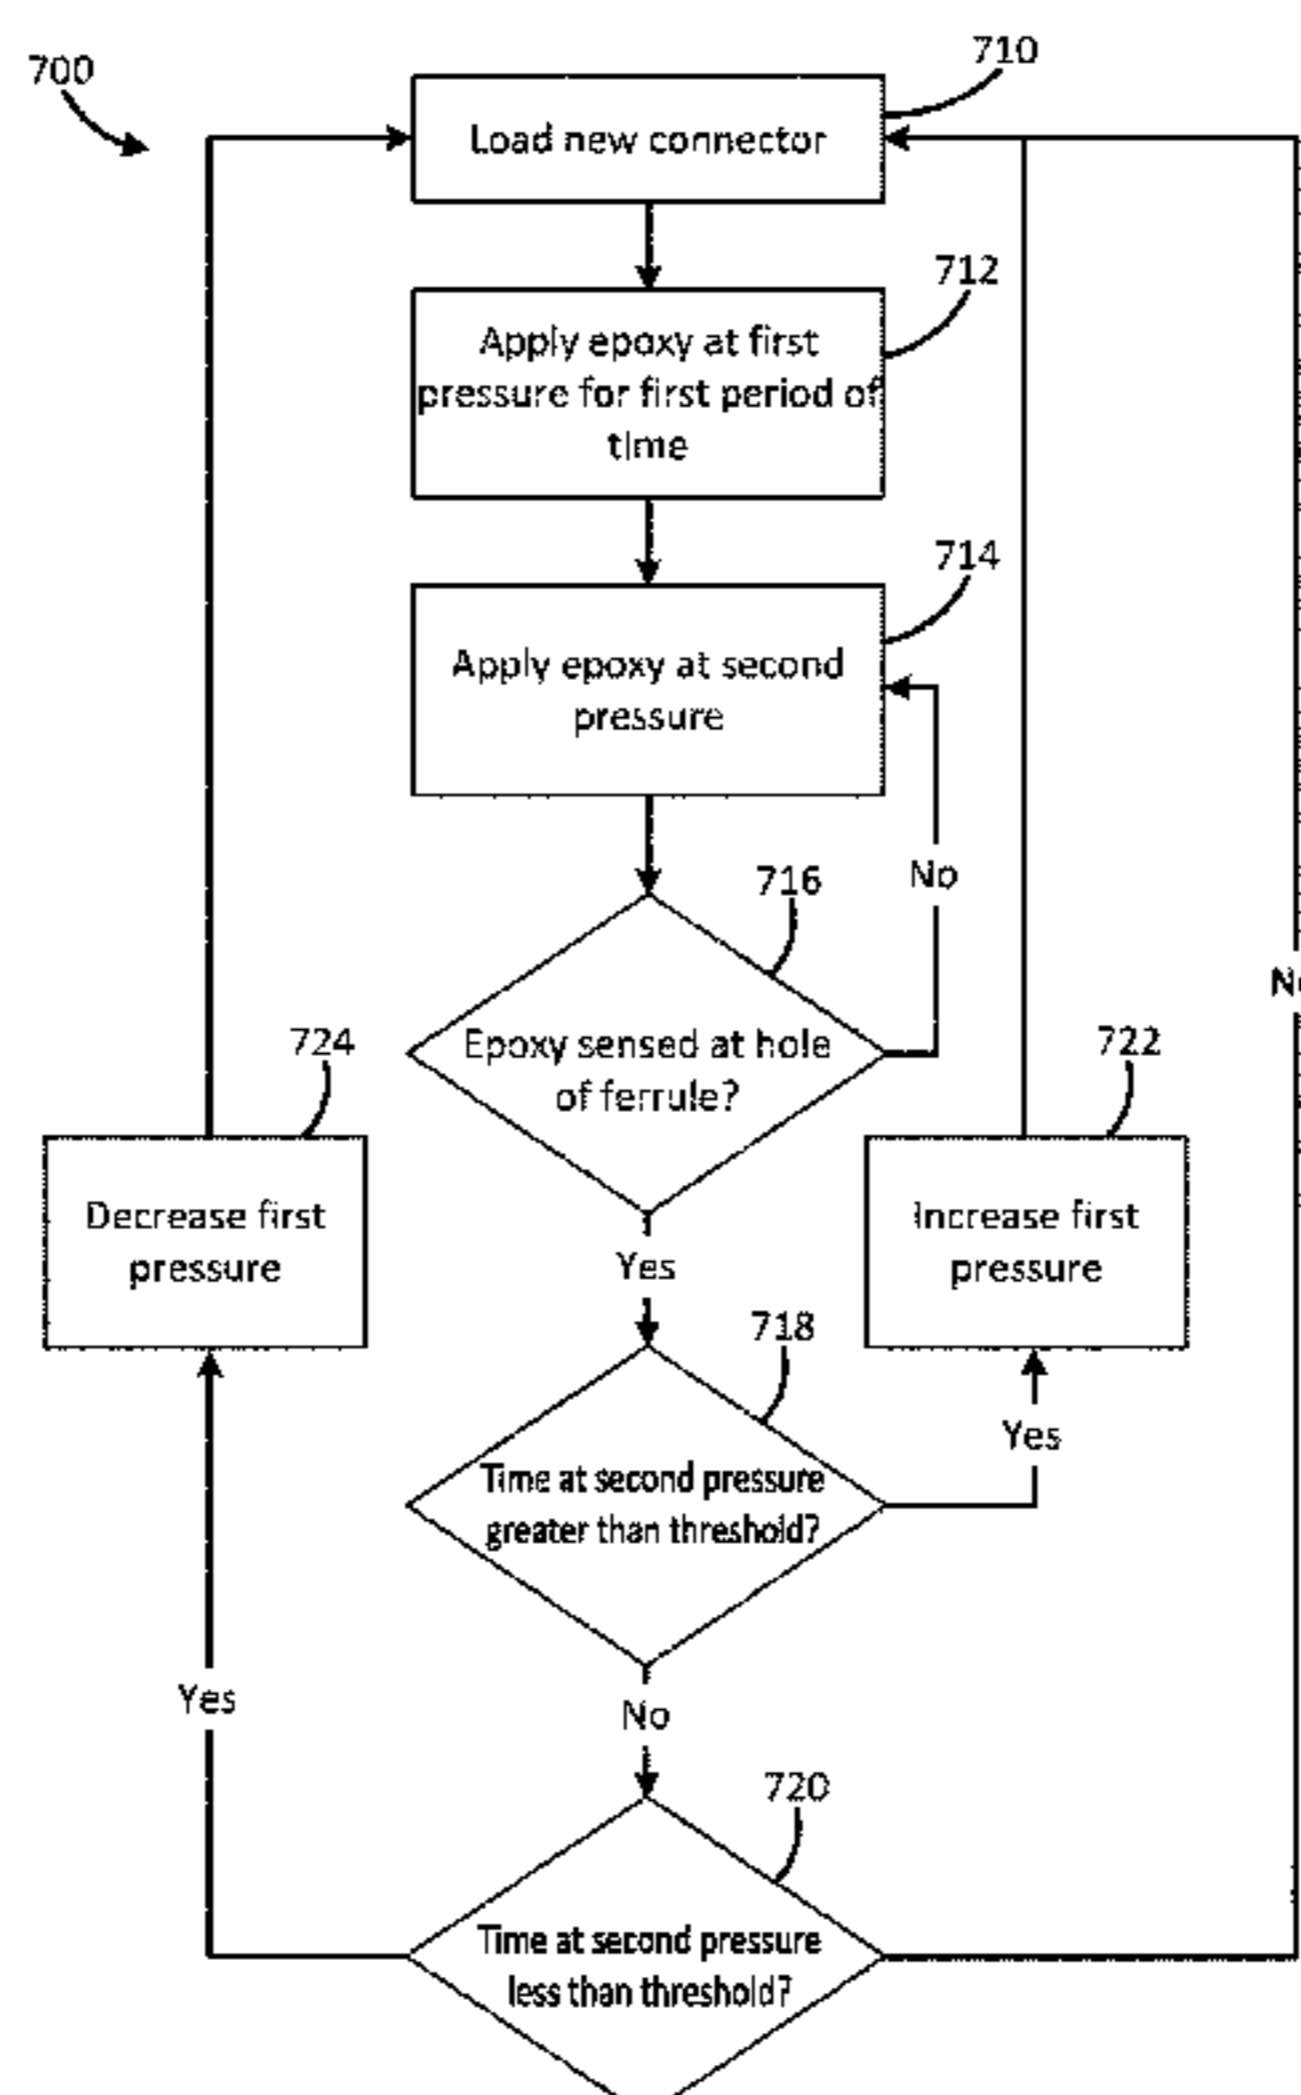 700
710
Load new connector
712
Apply epoxy at first
pressure for first period of
time
714
Apply epoxy at second
pressure
716
No
Epoxy sensed at hole
of ferrule?
724
Decrease first
pressure
722
Increase first
pressure
Yes
718
Time at second pressure
greater than threshold?
Yes
Yes
No
720
Time at second pressure
less than threshold?